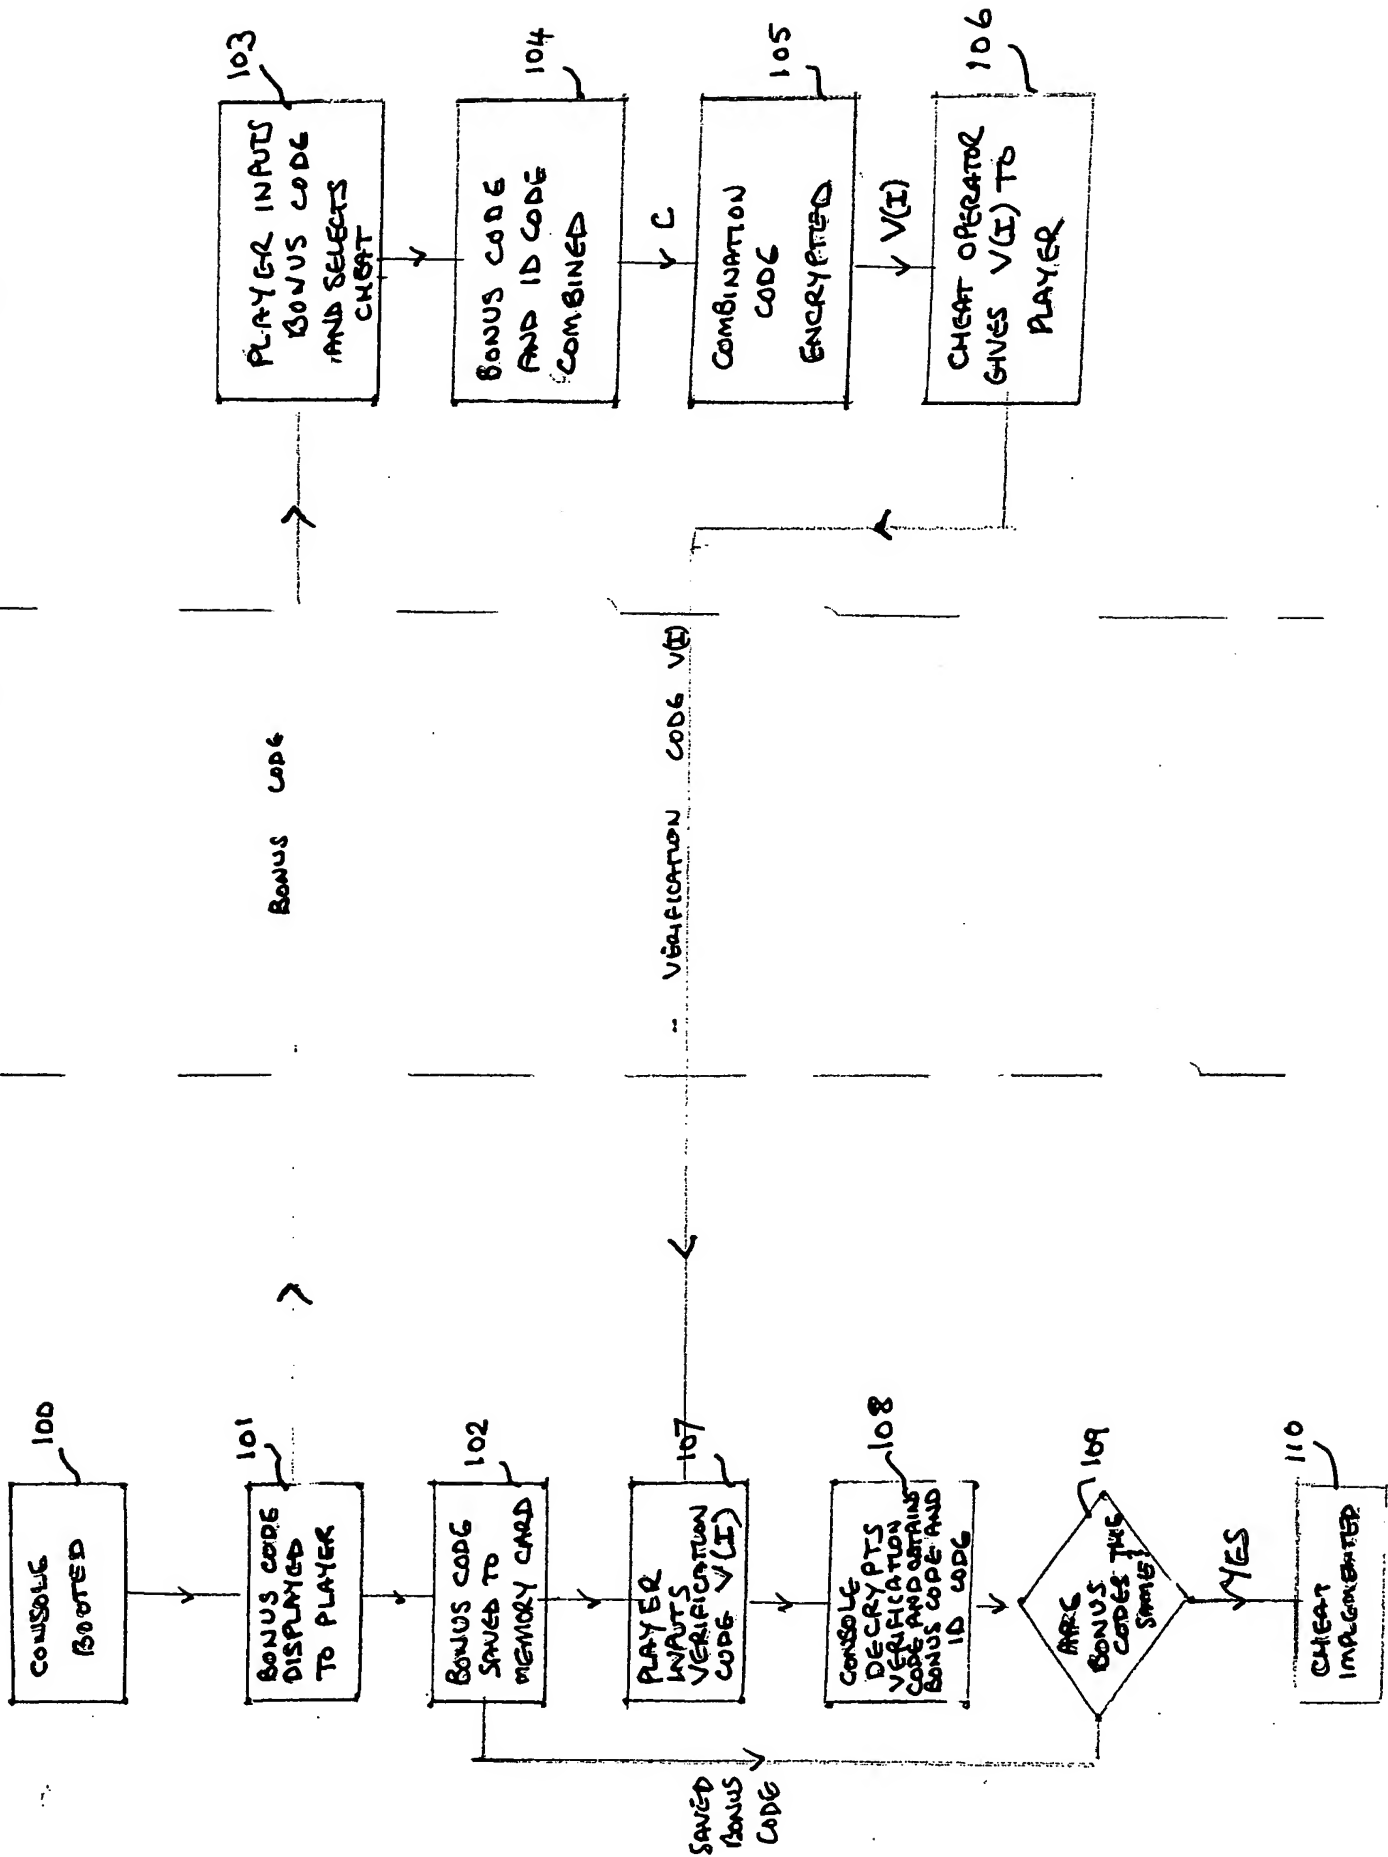 100
CONSOLE
BOOTED
101
BONUS CODE
DISPLAYED
TO PLAYER
102
BONUS CODE
SAVED TO
MEMORY CARD
107
PLAYER
INPUTS
VERIFICATION
CODE V(I)
108
CONSOLE
DECRYPTS
VERIFICATION
CODE AND OBTAINS
BONUS CODE AND
ID CODE
109
ARE
BONUS
CODES THE
SAME?
YES
110
CHEAT
IMPLEMENTED
SAVED
BONUS
CODE
BONUS CODE
VERIFICATION CODE V(I)
103
PLAYER INPUTS
BONUS CODE
AND SELECTS
CHEAT
104
BONUS CODE
AND ID CODE
COMBINED
C
105
COMBINATION
CODE
ENCRYPTED
V(I)
106
CHEAT OPERATOR
GIVES V(I) TO
PLAYER